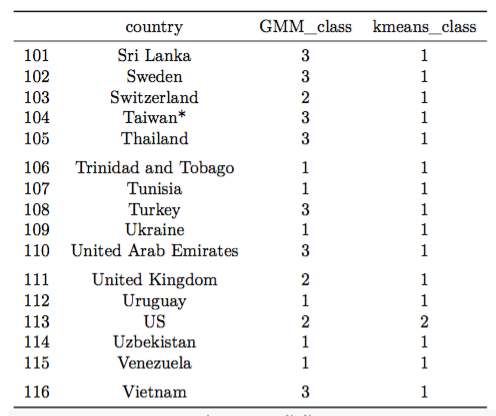 country GMM_class kmeans_class
101 Sri Lanka 3 1
102 Sweden 3 1
103 Switzerland 2 1
104 Taiwan* 3 1
105 Thailand 3 1
106 Trinidad and Tobago 1 1
107 Tunisia 1 1
108 Turkey 3 1
109 Ukraine 1 1
110 United Arab Emirates 3 1
111 United Kingdom 2 1
112 Uruguay 1 1
113 US 2 2
114 Uzbekistan 1 1
115 Venezuela 1 1
116 Vietnam 3 1